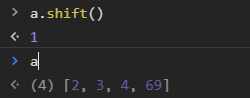 > a.shift()
<· 1
> a
<· (4) [2, 3, 4, 69]